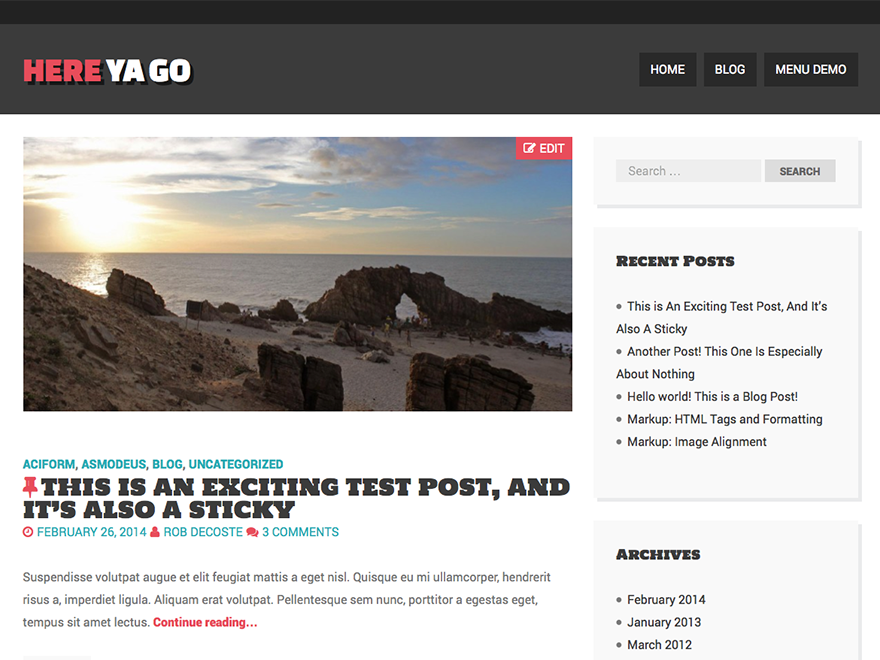 HERE YA GO
HOME BLOG MENU DEMO
EDIT
ACIFORM, ASMODEUS, BLOG, UNCATEGORIZED
THIS IS AN EXCITING TEST POST, AND
IT'S ALSO A STICKY
FEBRUARY 26, 2014 ROB DECOSTE 3 COMMENTS
Suspendisse volutpat augue et elit feugiat mattis a eget nisl. Quisque eu mi ullamcorper, hendrerit
risus a, imperdiet ligula. Aliquam erat volutpat. Pellentesque sem nunc, porttitor a egestas eget,
tempus sit amet lectus. Continue reading...
Search ... SEARCH
RECENT POSTS
This is An Exciting Test Post, And It's
Also A Sticky
Another Post! This One Is Especially
About Nothing
Hello world! This is a Blog Post!
Markup: HTML Tags and Formatting
Markup: Image Alignment
ARCHIVES
February 2014
January 2013
March 2012